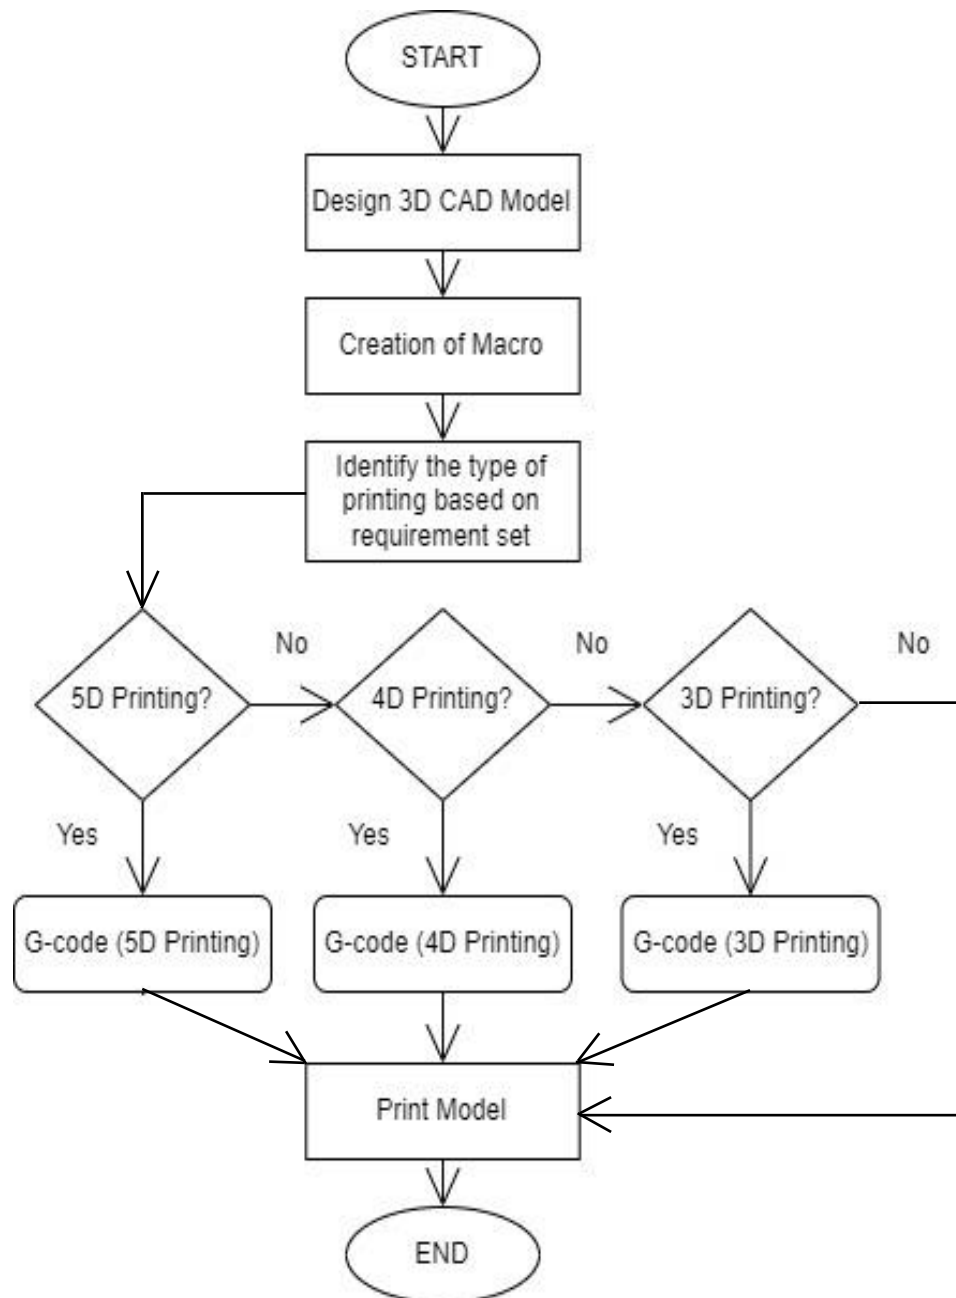 START
Design 3D CAD Model
Creation of Macro
Identify the type of
printing based on
requirement set
No
No
No
5D Printing?
4D Printing?
3D Printing?
Yes
Yes
Yes
G-code (5D Printing)
G-code (4D Printing)
G-code (3D Printing)
Print Model
END